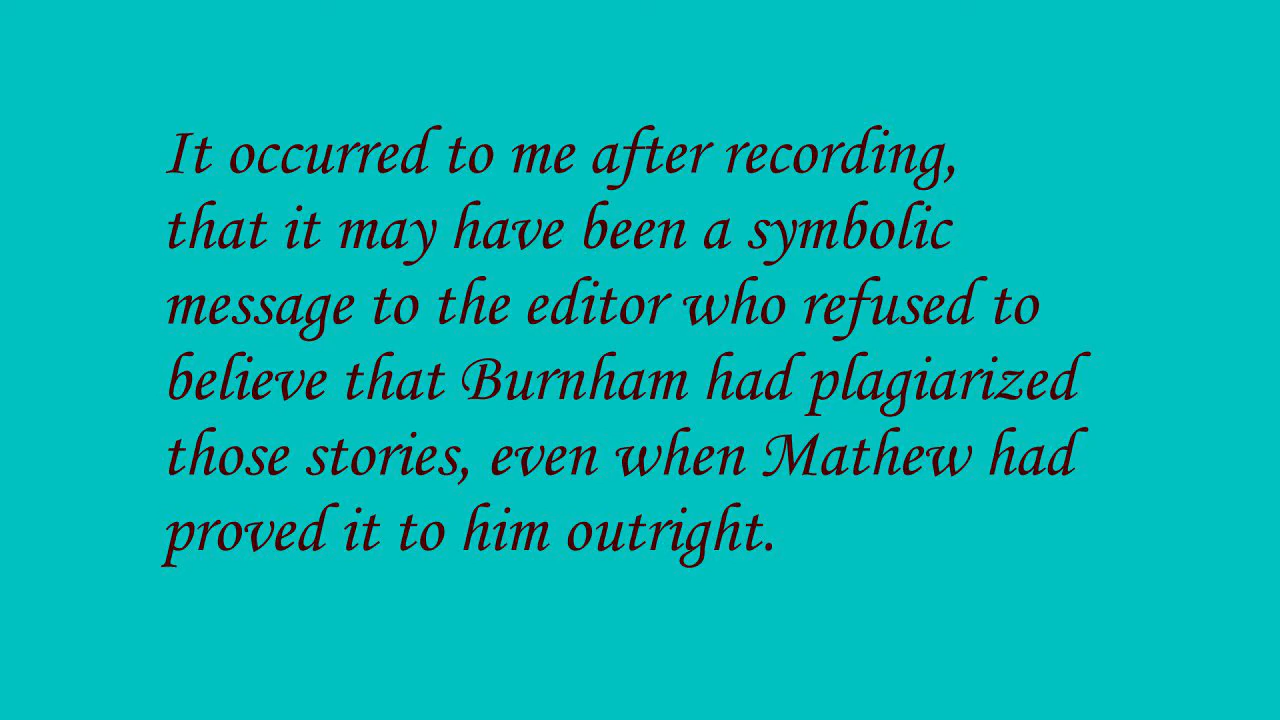 It occurred to me after recording,
that it may have been a symbolic
message to the editor who refused to
believe that Burnham had plagiarized
those stories, even when Mathew had
proved it to him outright.